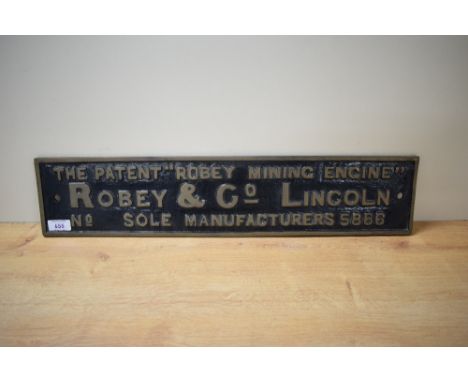 THE PATENT "ROBEY MINING ENGINE"
ROBEY & Cº LINCOLN
Nº SOLE MANUFACTURERS 5886